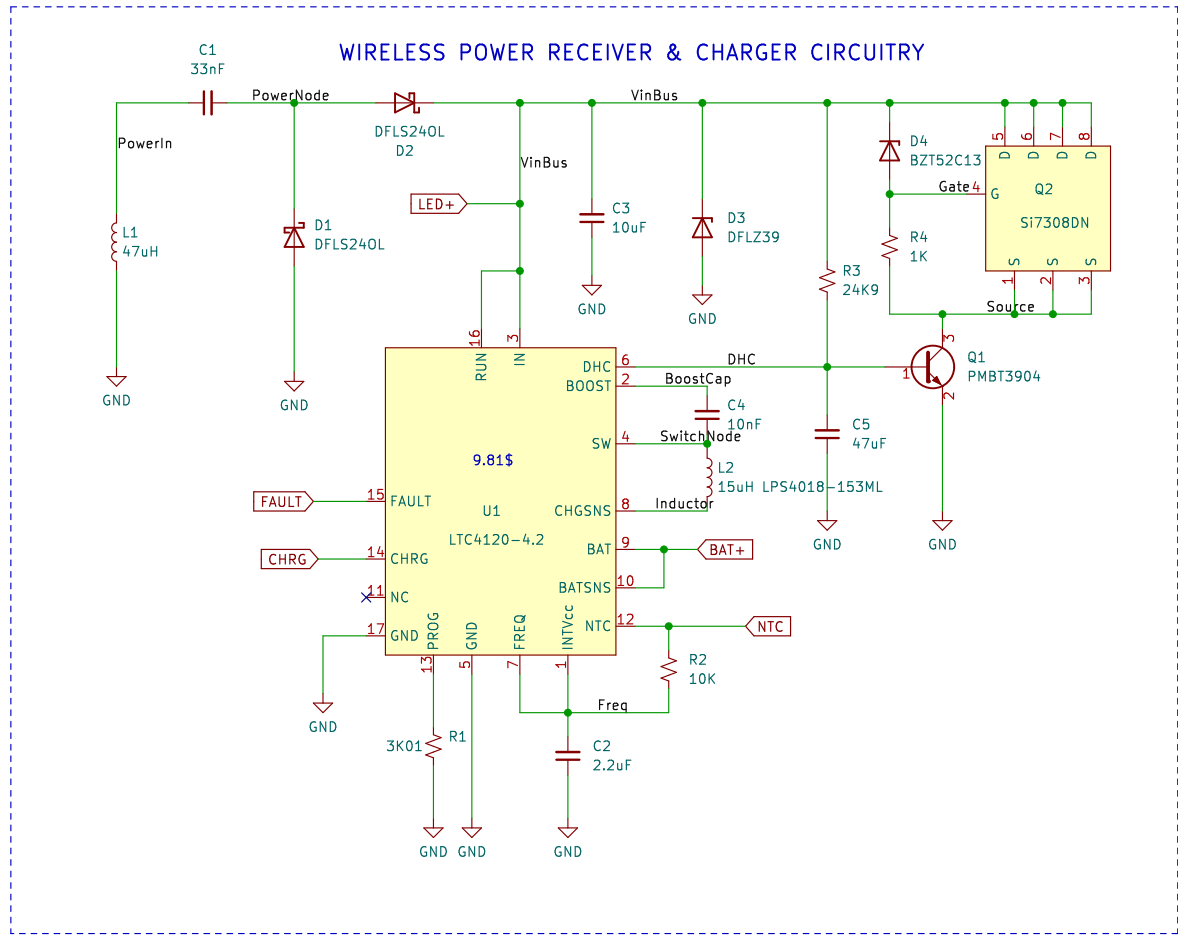 WIRELESS POWER RECEIVER & CHARGER CIRCUITRY
C1
33nF
PowerNode
VinBus
PowerIn
DFLS240L
D2
VinBus
LED+
L1
47uH
D1
DFLS240L
C3
10uF
D3
DFLZ39
D4
BZT52C13
Gate
4
G
5
6
7
8
D
D
D
D
Q2
Si7308DN
S
S
S
1
2
3
R4
1K
R3
24K9
Source
GND
GND
GND
GND
16
3
RUN
IN
DHC
6
DHC
BOOST
2
BoostCap
C4
10nF
SW
4
SwitchNode
L2
15uH LPS4018-153ML
CHGSNS
8
Inductor
1
3
2
Q1
PMBT3904
C5
47uF
GND
GND
9.81$
U1
LTC4120-4.2
FAULT
15
FAULT
CHRG
14
CHRG
11
NC
17
GND
GND
BAT
9
BAT+
BATSNS
10
NTC
12
NTC
PROG
GND
FREQ
INTVcc
13
5
7
1
R2
10K
Freq
3K01
R1
C2
2.2uF
GND
GND
GND